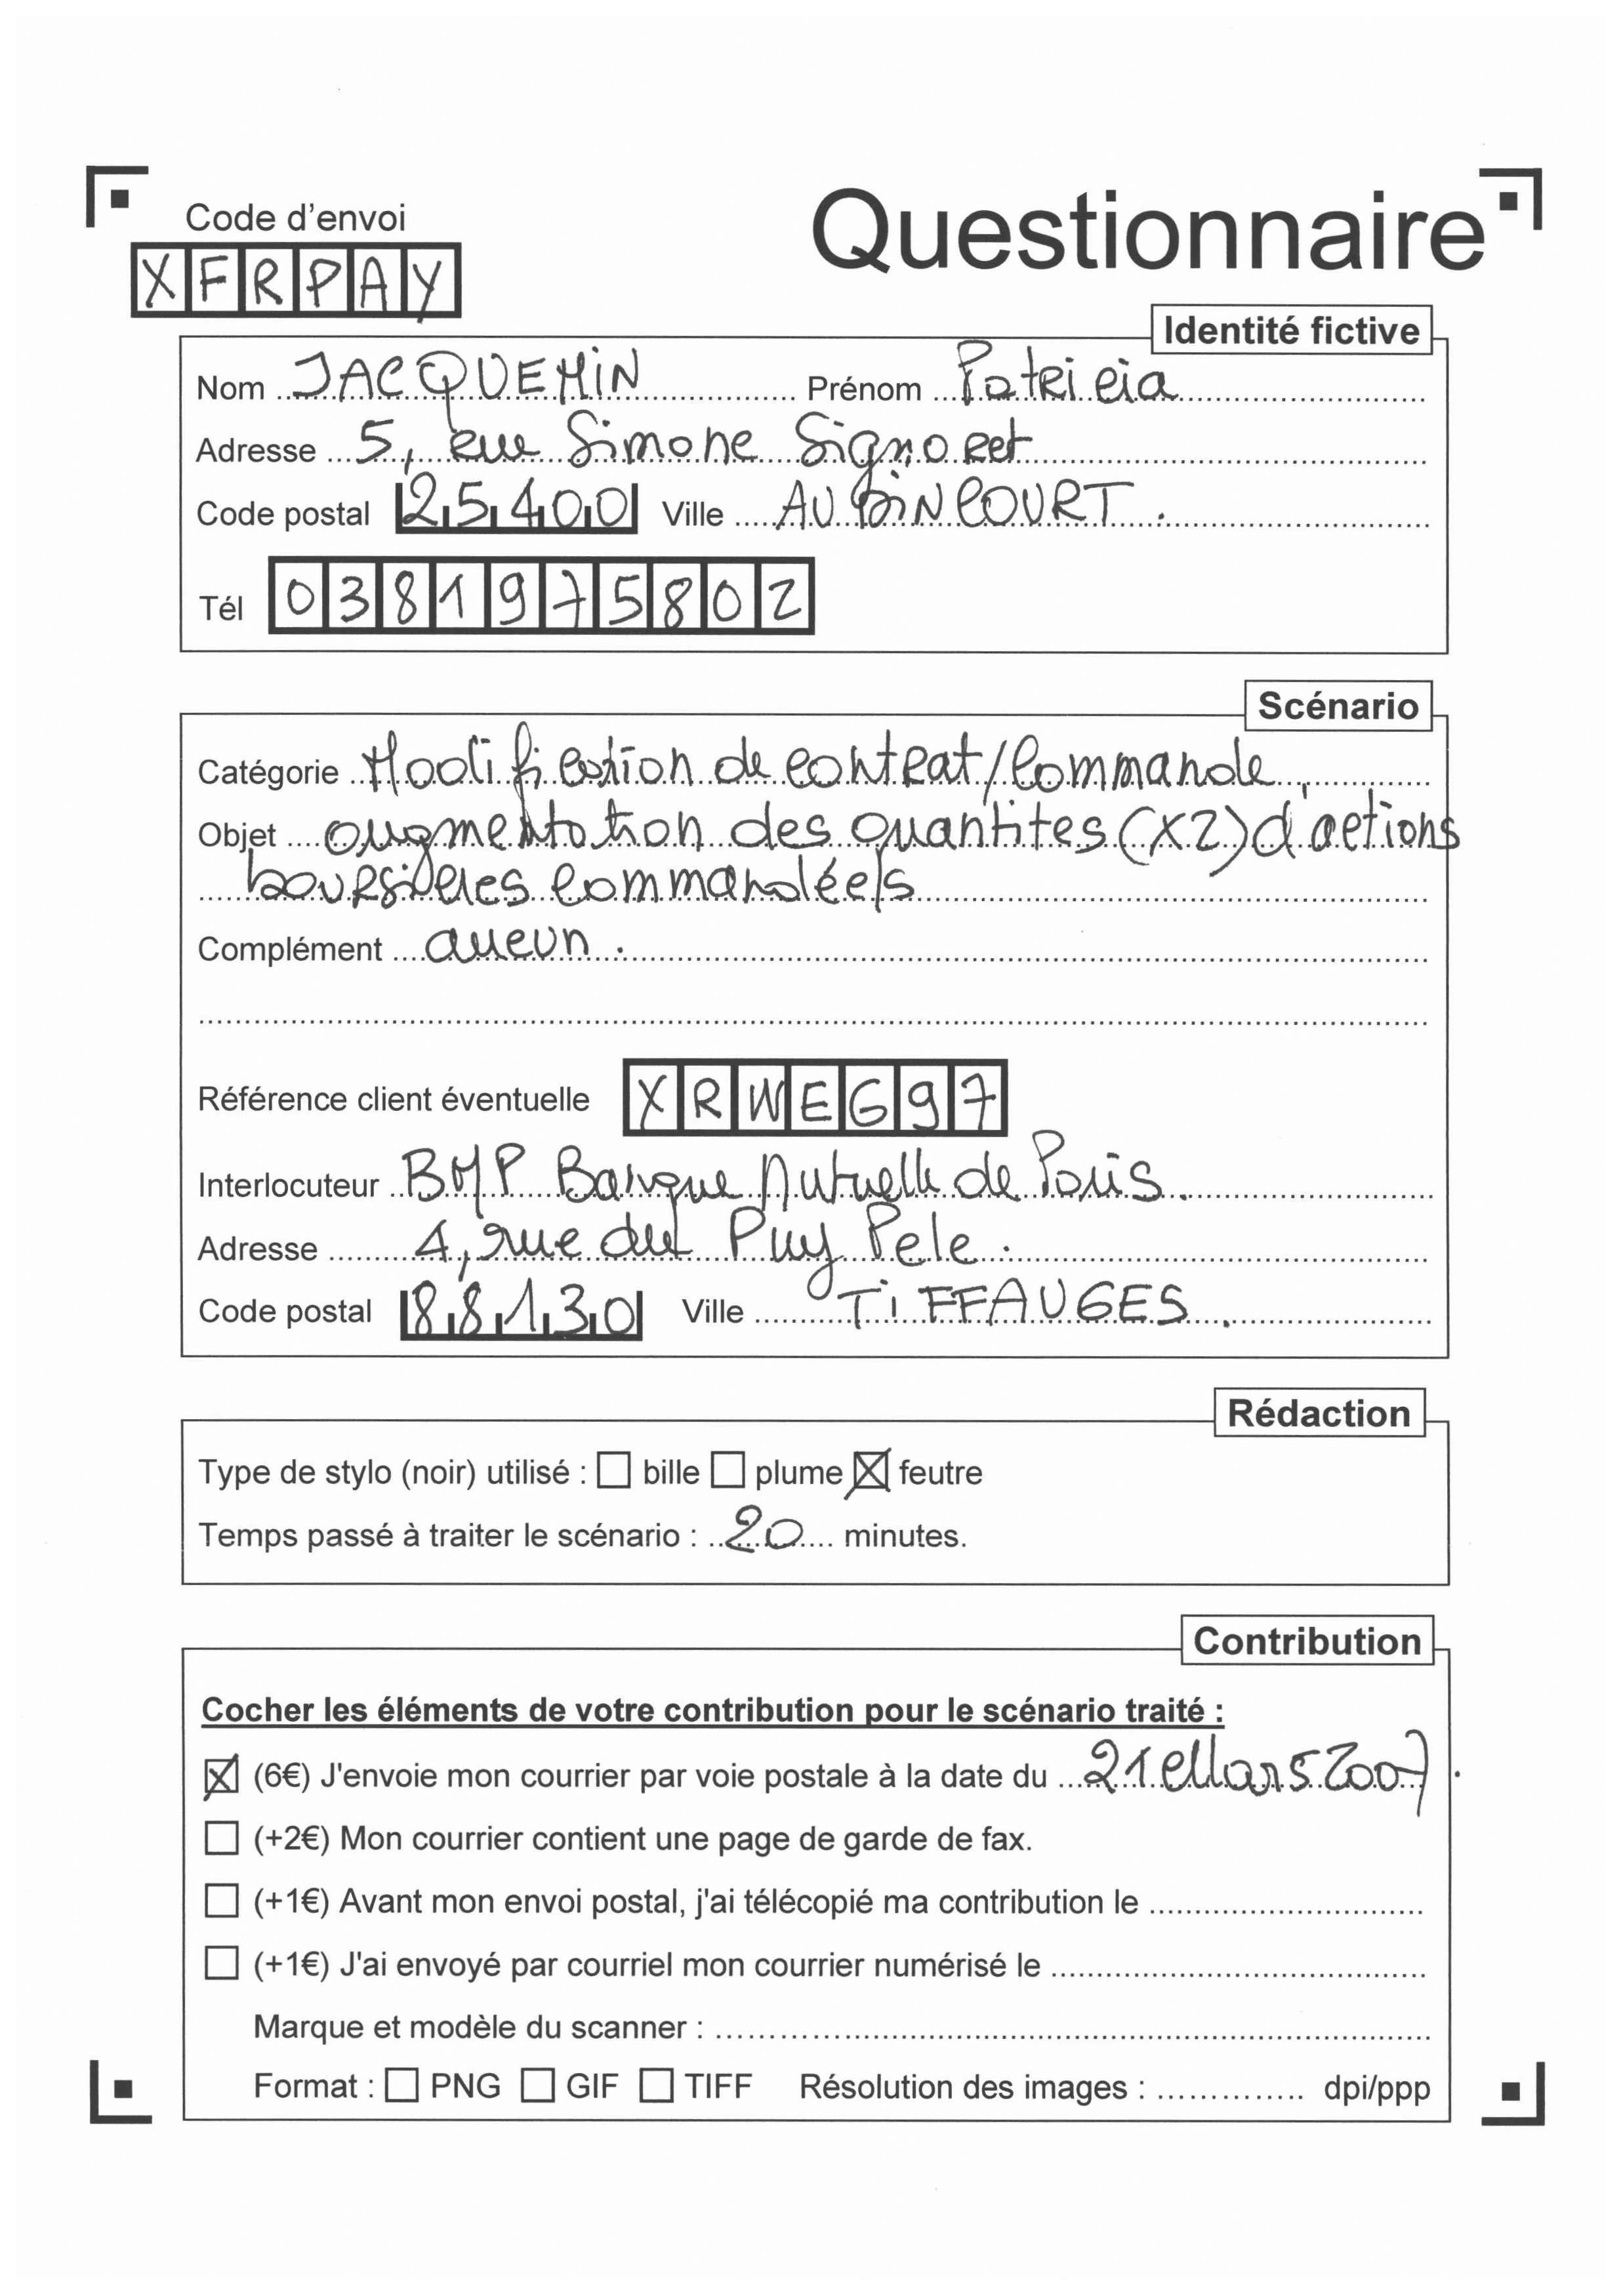 Code d'envoi
Questionnaire
XFRPAY
Identité fictive
Nom JACQUEMIN Prénom Patricia
Adresse 5, rue Simone Signoret
Code postal 25400 Ville AUDINCOURT.
Tél 0381975802
Scénario
Catégorie Modification de contrat/Commande
Objet augmentation des quantités (x2) d'actions
boursières commandées
Complément aucun.
Référence client éventuelle XRWEG97
Interlocuteur BMP Banque Mutuelle de Paris.
Adresse 4, rue du Puy Pele.
Code postal 88130 Ville TIFFAUGES.
Rédaction
Type de stylo (noir) utilisé : bille plume feutre
Temps passé à traiter le scénario : 20 minutes.
Contribution
Cocher les éléments de votre contribution pour le scénario traité :
(6€) J'envoie mon courrier par voie postale à la date du 21 Mars 2007.
(+2€) Mon courrier contient une page de garde de fax.
(+1€) Avant mon envoi postal, j'ai télécopié ma contribution le
(+1€) J'ai envoyé par courriel mon courrier numérisé le
Marque et modèle du scanner :
Format : PNG GIF TIFF Résolution des images : dpi/ppp